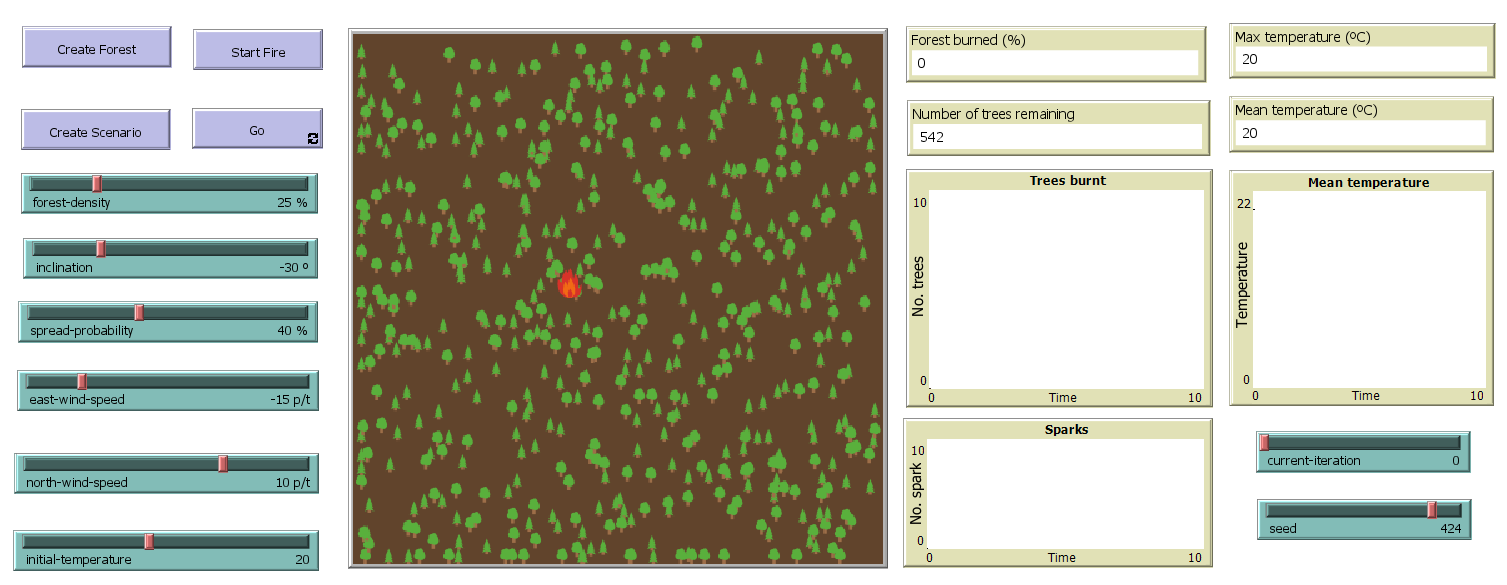 Create Forest
Start Fire
Create Scenario
Go
forest-density 25 %
inclination -30 º
spread-probability 40 %
east-wind-speed -15 p/t
north-wind-speed 10 p/t
initial-temperature 20
Forest burned (%)
0
Number of trees remaining
542
Max temperature (ºC)
20
Mean temperature (ºC)
20
Trees burnt
10
No. trees
0
0 Time 10
Mean temperature
22
Temperature
0
0 Time 10
Sparks
10
No. spark
0
0 Time 10
current-iteration 0
seed 424